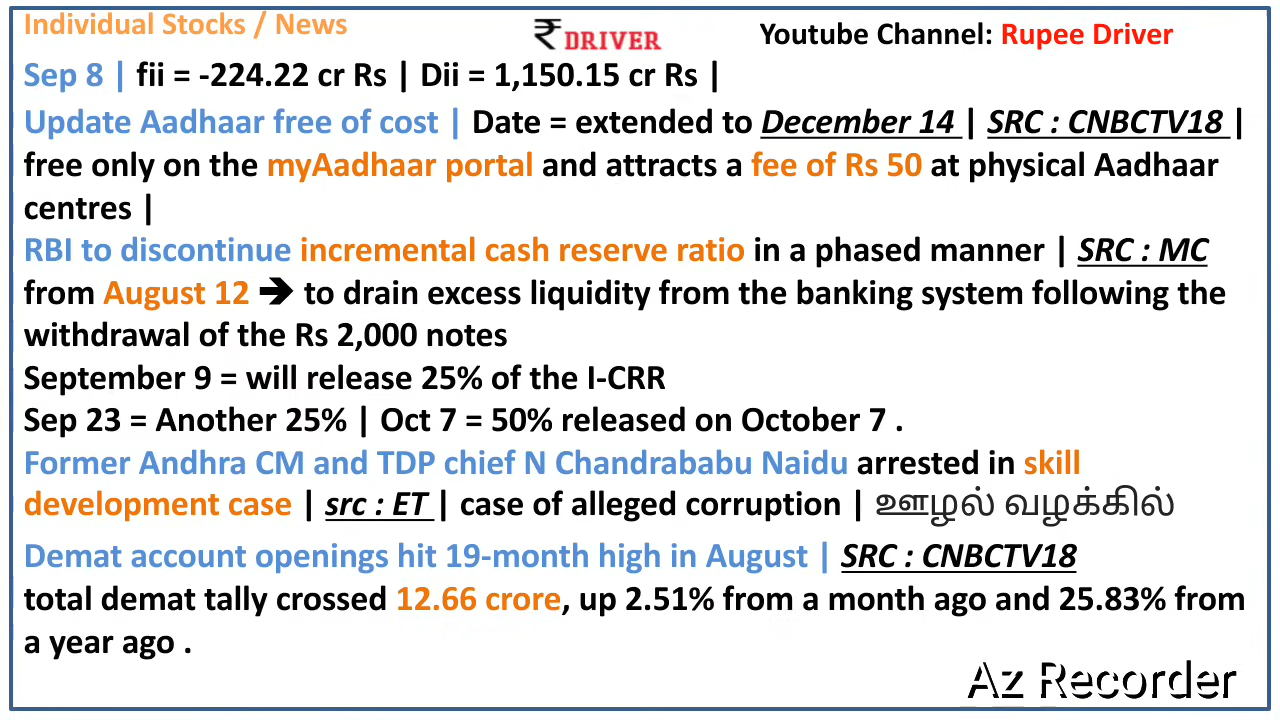 Individual Stocks / News
₹ DRIVER
Youtube Channel: Rupee Driver
Sep 8 | fii = -224.22 cr Rs | Dii = 1,150.15 cr Rs |
Update Aadhaar free of cost | Date = extended to December 14 | SRC : CNBCTV18 |
free only on the myAadhaar portal and attracts a fee of Rs 50 at physical Aadhaar
centres |
RBI to discontinue incremental cash reserve ratio in a phased manner | SRC : MC
from August 12 ➔ to drain excess liquidity from the banking system following the
withdrawal of the Rs 2,000 notes
September 9 = will release 25% of the I-CRR
Sep 23 = Another 25% | Oct 7 = 50% released on October 7 .
Former Andhra CM and TDP chief N Chandrababu Naidu arrested in skill
development case | src : ET | case of alleged corruption | ஊழல் வழக்கில்
Demat account openings hit 19-month high in August | SRC : CNBCTV18
total demat tally crossed 12.66 crore, up 2.51% from a month ago and 25.83% from
a year ago .
Az Recorder